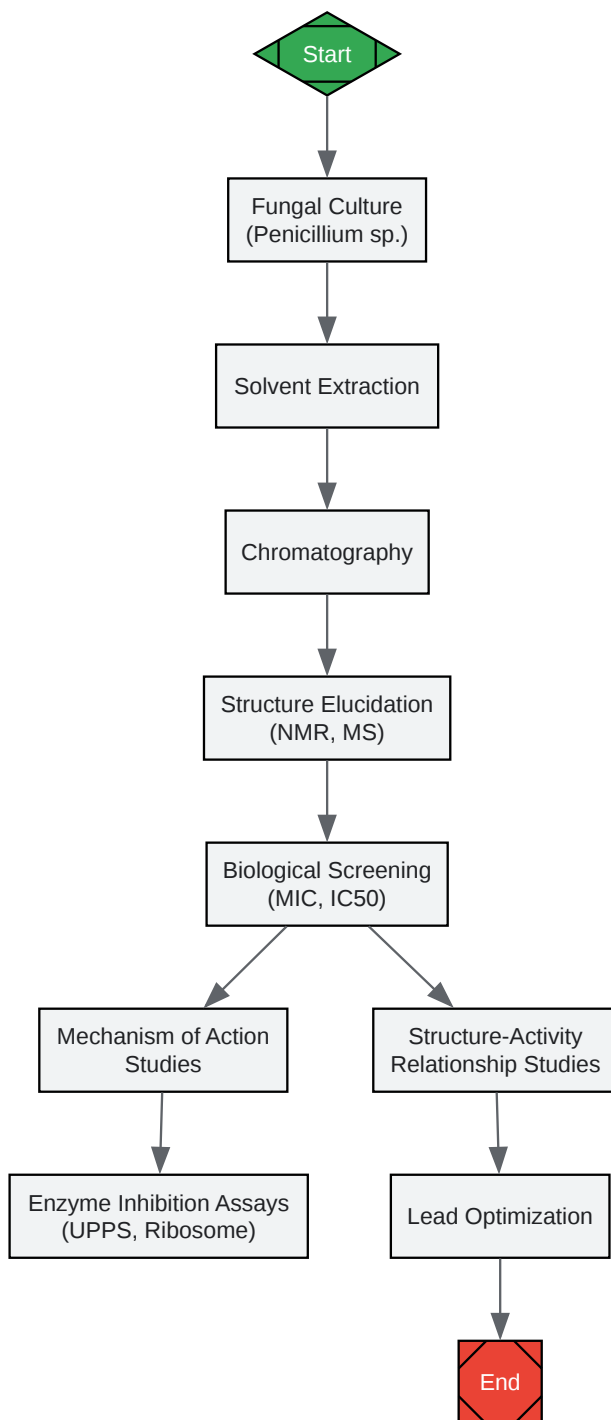 Start
Fungal Culture
(Penicillium sp.)
Solvent Extraction
Chromatography
Structure Elucidation
(NMR, MS)
Biological Screening
(MIC, IC50)
Mechanism of Action
Studies
Structure-Activity
Relationship Studies
Enzyme Inhibition Assays
(UPPS, Ribosome)
Lead Optimization
End